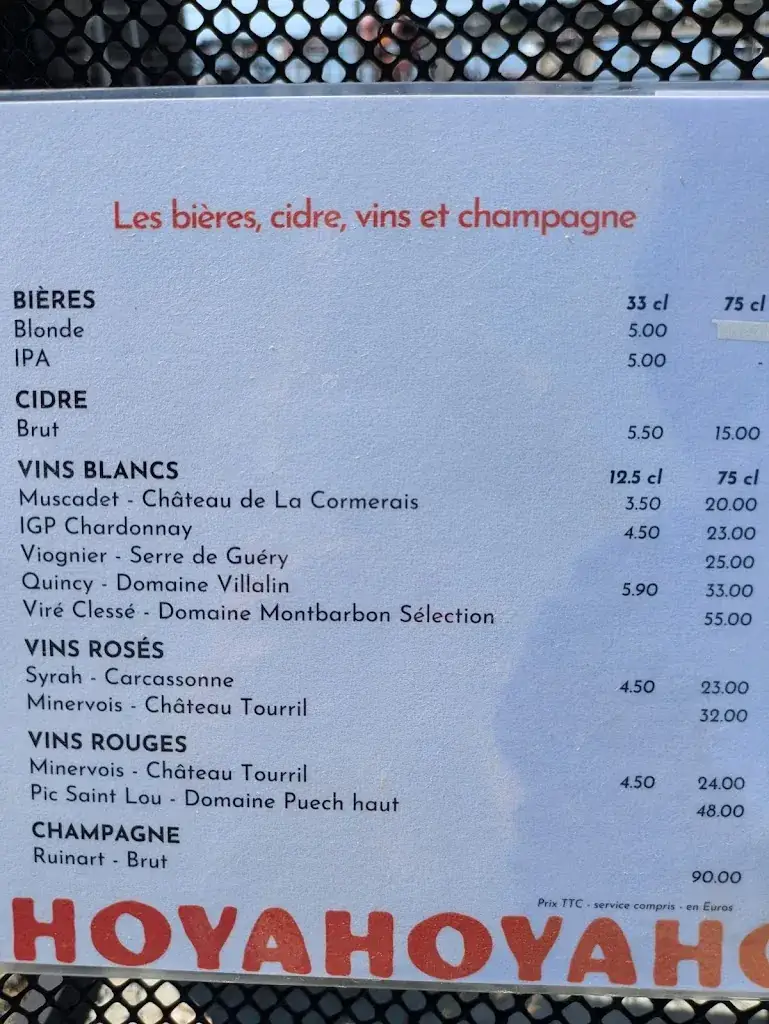 Les bières, cidre, vins et champagne
BIÈRES 33 cl 75 cl
Blonde 5.00
IPA 5.00 -
CIDRE
Brut 5.50 15.00
VINS BLANCS 12.5 cl 75 cl
Muscadet - Château de La Cormerais 3.50 20.00
IGP Chardonnay 4.50 23.00
Viognier - Serre de Guéry 25.00
Quincy - Domaine Villalin 5.90 33.00
Viré Clessé - Domaine Montbarbon Sélection 55.00
VINS ROSÉS
Syrah - Carcassonne 4.50 23.00
Minervois - Château Tourril 32.00
VINS ROUGES
Minervois - Château Tourril 4.50 24.00
Pic Saint Lou - Domaine Puech haut 48.00
CHAMPAGNE
Ruinart - Brut 90.00
Prix TTC - service compris - en Euros
HOYAHOYAHO